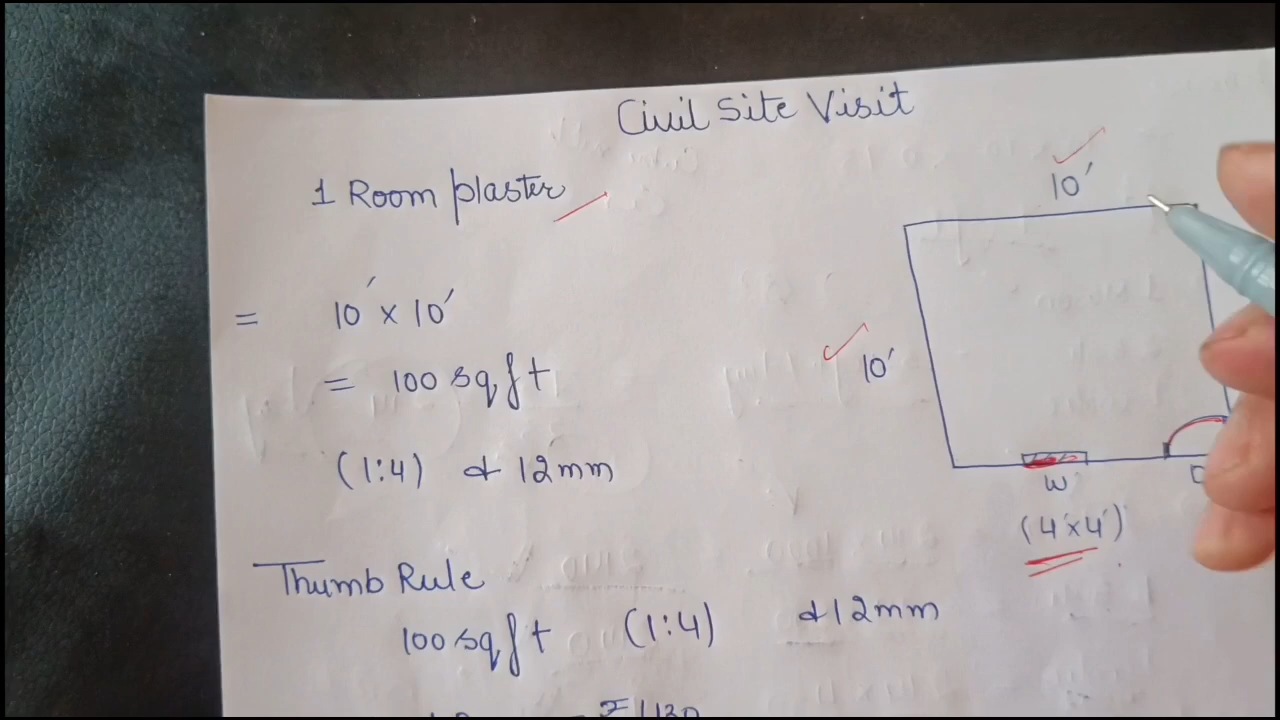 Civil Site Visit
1 Room plaster
10'
= 10' x 10'
= 100 sq ft
10'
(1:4) & 12mm
W
(4'x4')
Thumb Rule
100 sq ft (1:4) & 12mm